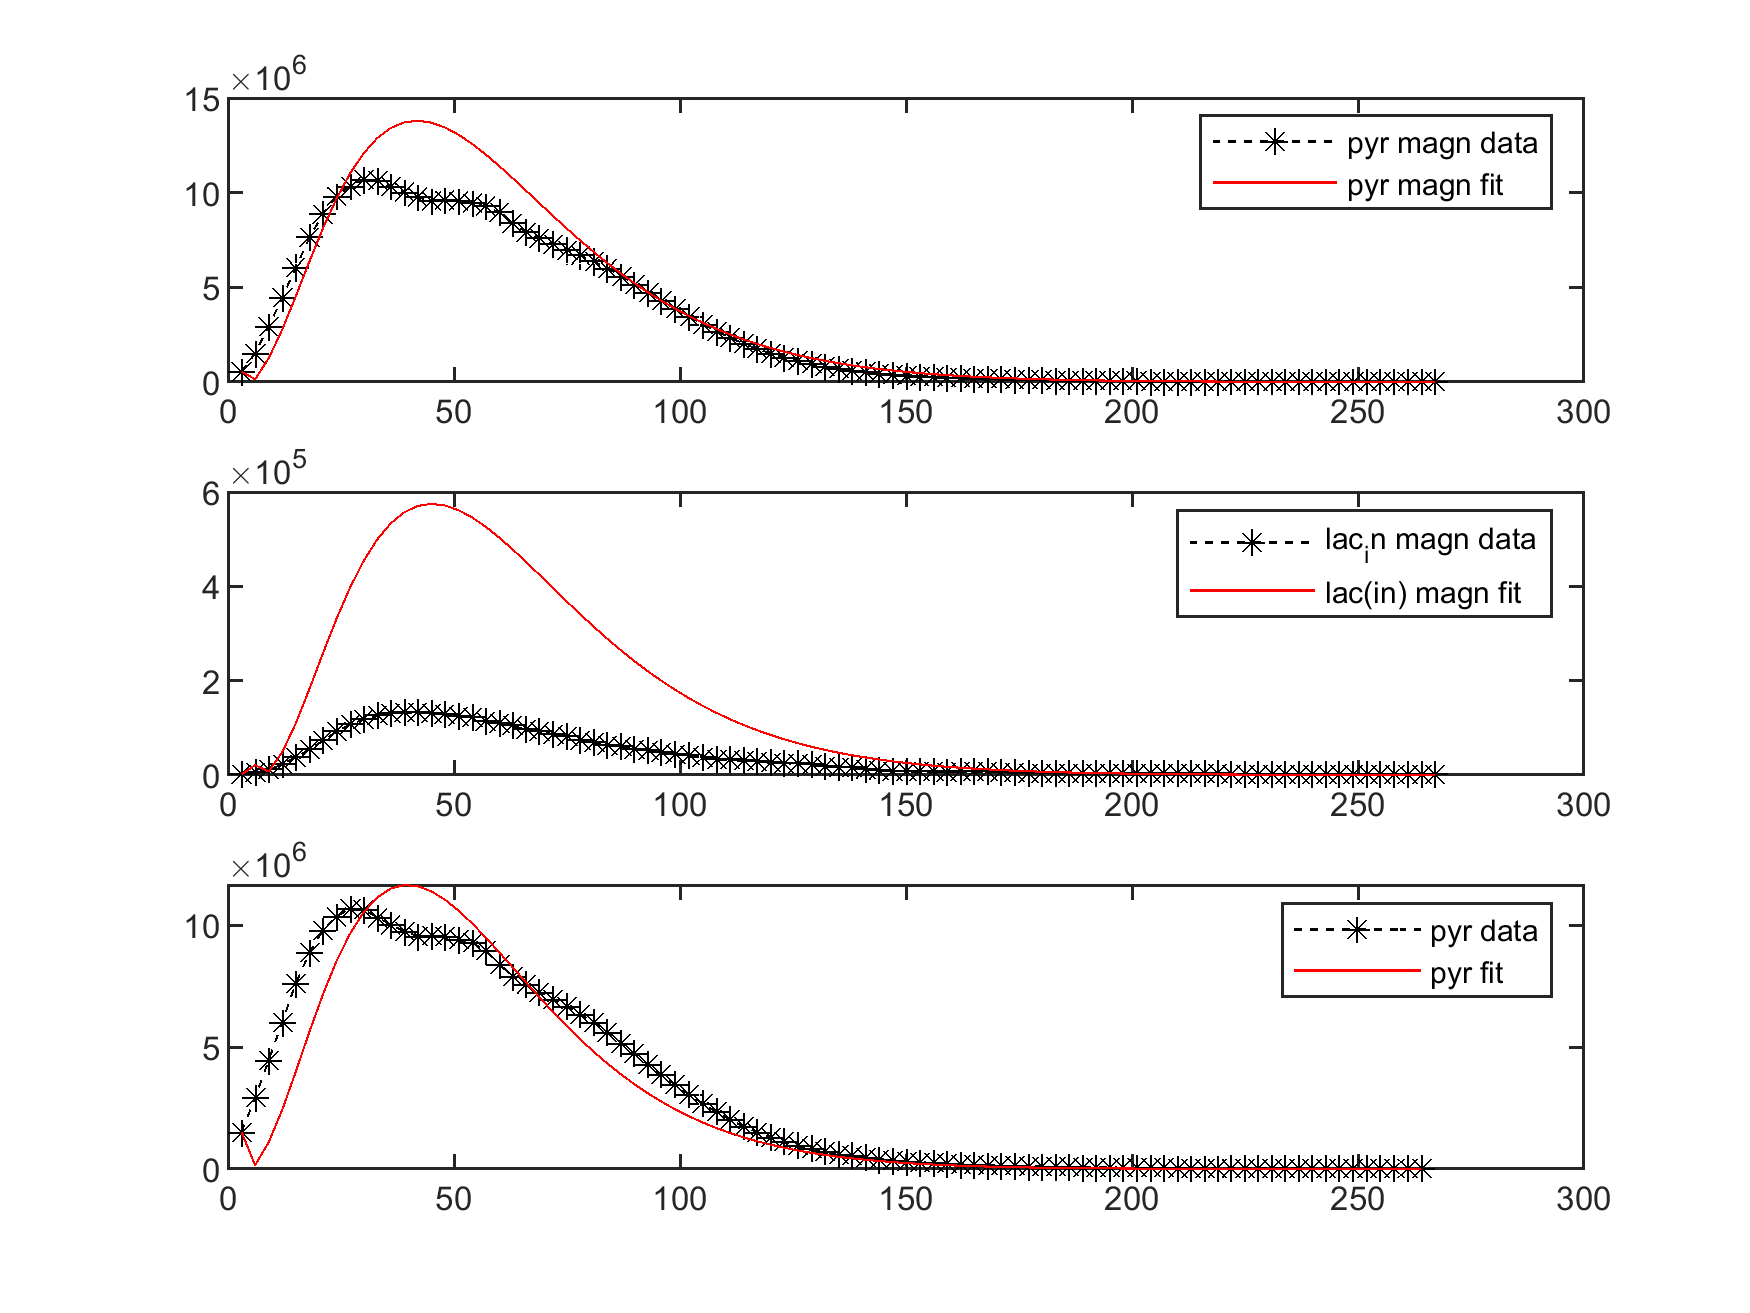 ×10^6
15
10
5
0
0 50 100 150 200 250 300
pyr magn data
pyr magn fit
×10^5
6
4
2
0
0 50 100 150 200 250 300
lac_in magn data
lac(in) magn fit
×10^6
10
5
0
0 50 100 150 200 250 300
pyr data
pyr fit